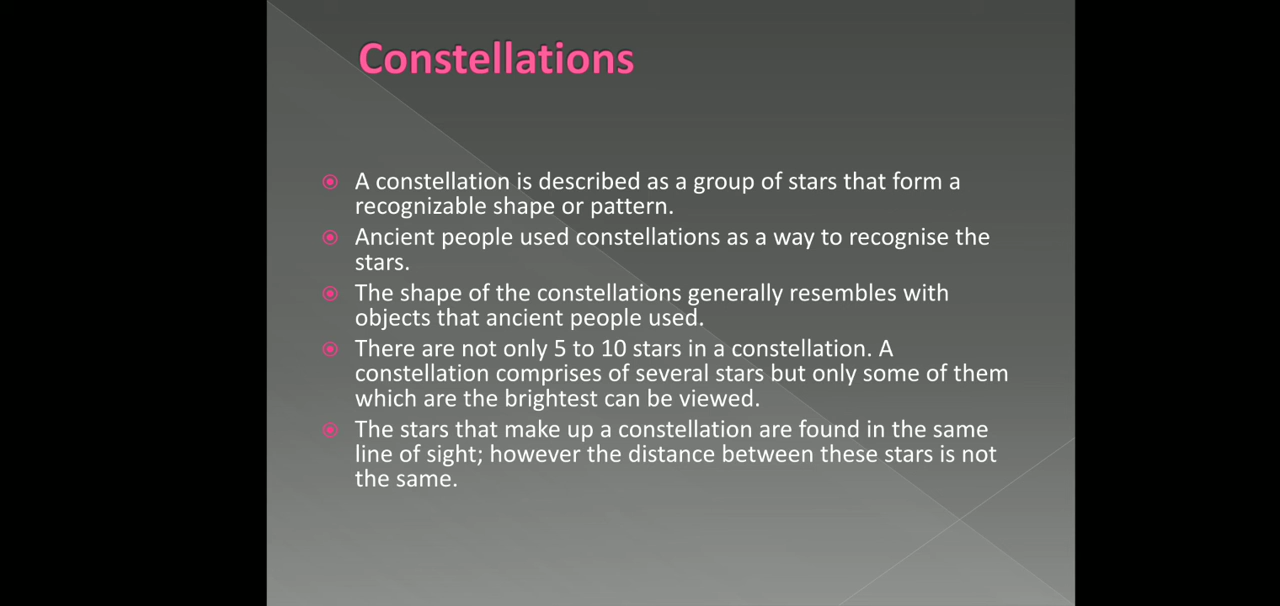 Constellations
A constellation is described as a group of stars that form a
recognizable shape or pattern.
Ancient people used constellations as a way to recognise the
stars.
The shape of the constellations generally resembles with
objects that ancient people used.
There are not only 5 to 10 stars in a constellation. A
constellation comprises of several stars but only some of them
which are the brightest can be viewed.
The stars that make up a constellation are found in the same
line of sight; however the distance between these stars is not
the same.